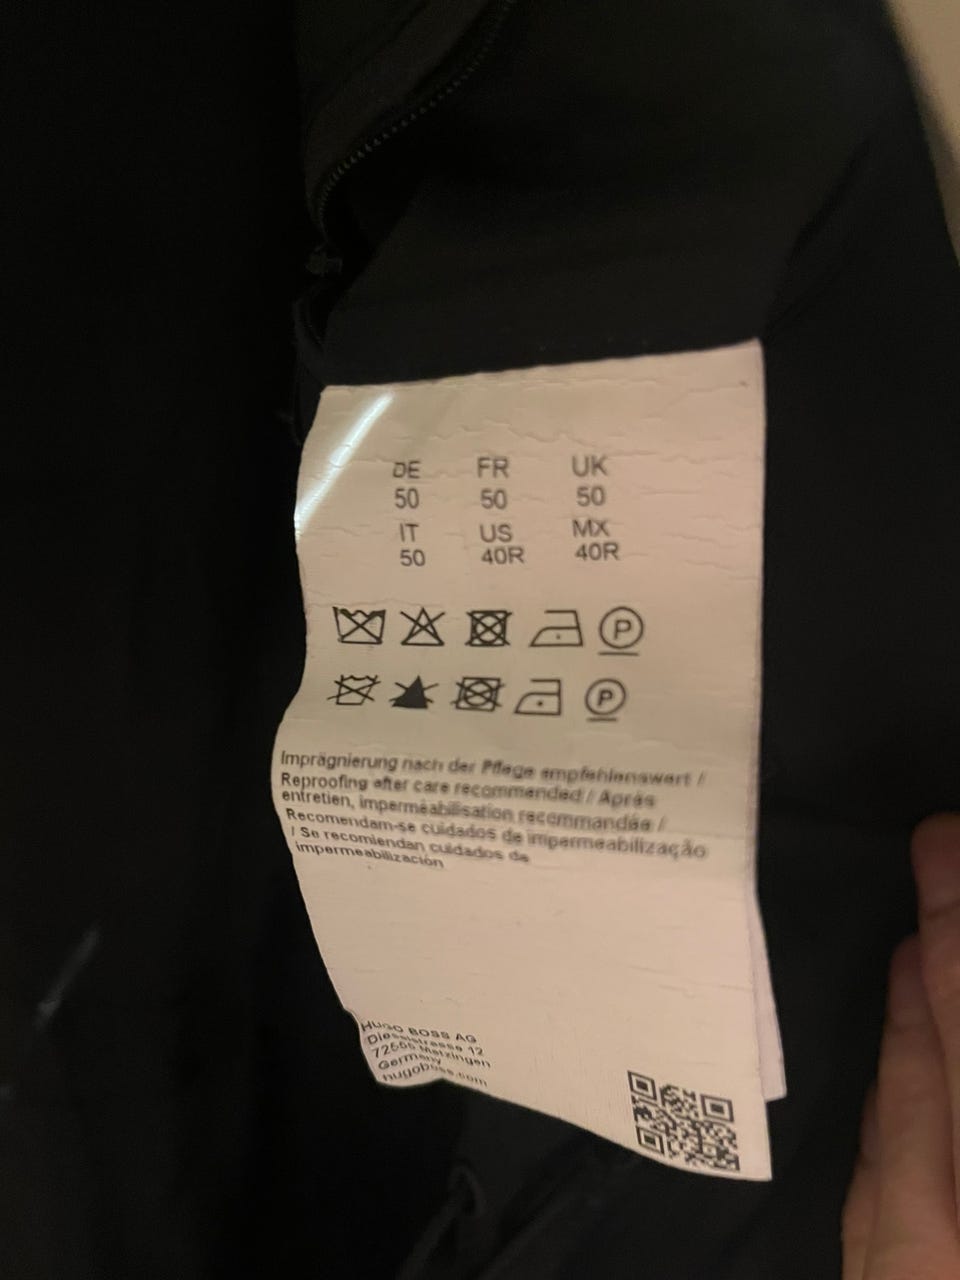 DE FR UK
50 50 50
IT US MX
50 40R 40R
P
P
Imprägnierung nach der Pflege empfehlenswert /
Reproofing after care recommended / Après
entretien, imperméabilisation recommandée /
Recomendam-se cuidados de impermeabilização
/ Se recomiendan cuidados de
impermeabilización
HUGO BOSS AG
Dieselstrasse 12
72555 Metzingen
Germany
hugoboss.com